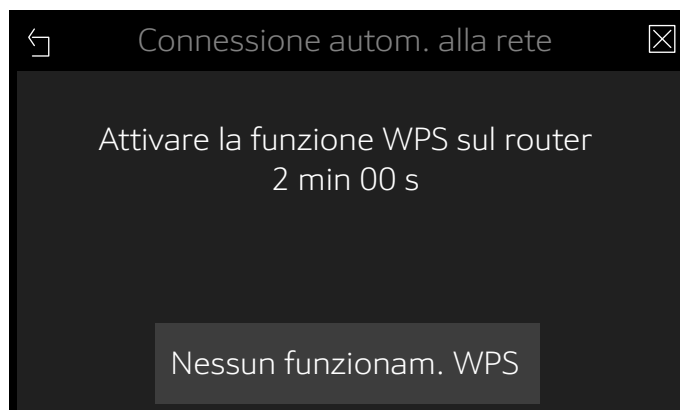 Connessione autom. alla rete
Attivare la funzione WPS sul router
2 min 00 s
Nessun funzionam. WPS